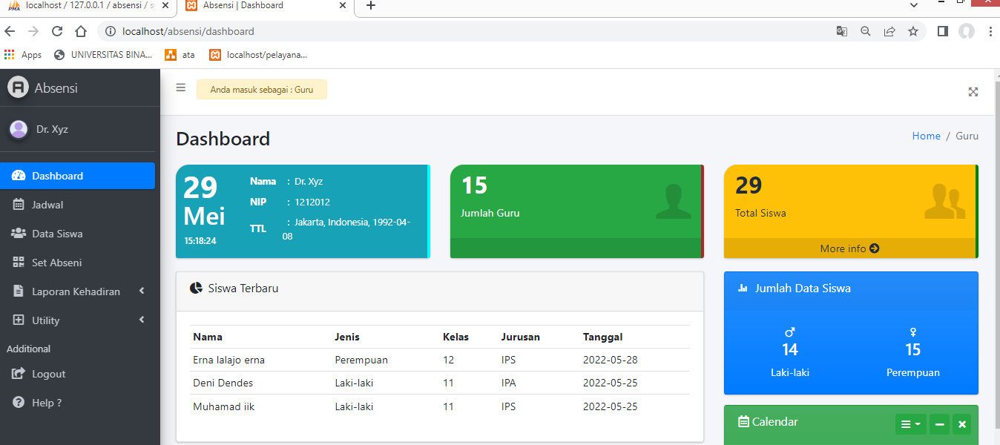 localhost / 127.0.0.1 / absensi / s
Absensi | Dashboard
localhost/absensi/dashboard
Apps
UNIVERSITAS BINA...
ata
localhost/pelayana...
Absensi
Anda masuk sebagai : Guru
Dr. Xyz
Dashboard
Home / Guru
Dashboard
Jadwal
Data Siswa
Set Abseni
Laporan Kehadiran
Utility
Additional
Logout
Help ?
29
Mei
15:18:24
Nama : Dr. Xyz
NIP : 1212012
TTL : Jakarta, Indonesia, 1992-04-
08
15
Jumlah Guru
29
Total Siswa
More info
Siswa Terbaru
Nama Jenis Kelas Jurusan Tanggal
Erna lalajo erna Perempuan 12 IPS 2022-05-28
Deni Dendes Laki-laki 11 IPA 2022-05-25
Muhamad iik Laki-laki 11 IPS 2022-05-25
Jumlah Data Siswa
14
Laki-laki
15
Perempuan
Calendar